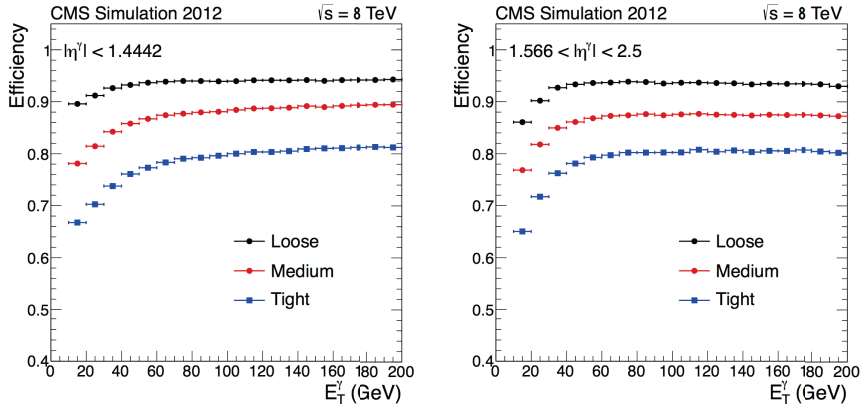 CMS Simulation 2012 √s = 8 TeV
|η^γ| < 1.4442
Efficiency
1
0.9
0.8
0.7
0.6
0.5
0.4
Loose
Medium
Tight
0 20 40 60 80 100 120 140 160 180 200
E_T^γ (GeV)
CMS Simulation 2012 √s = 8 TeV
1.566 < |η^γ| < 2.5
Efficiency
1
0.9
0.8
0.7
0.6
0.5
0.4
Loose
Medium
Tight
0 20 40 60 80 100 120 140 160 180 200
E_T^γ (GeV)